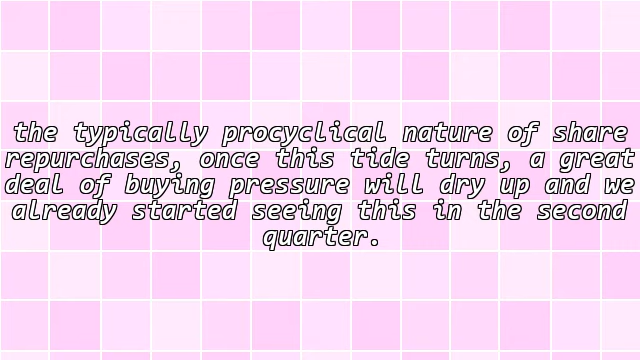 the typically procyclical nature of share
repurchases, once this tide turns, a great
deal of buying pressure will dry up and we
already started seeing this in the second
quarter.